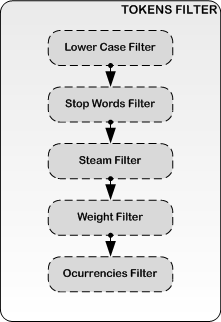 TOKENS FILTER
Lower Case Filter
Stop Words Filter
Steam Filter
Weight Filter
Ocurrencies Filter